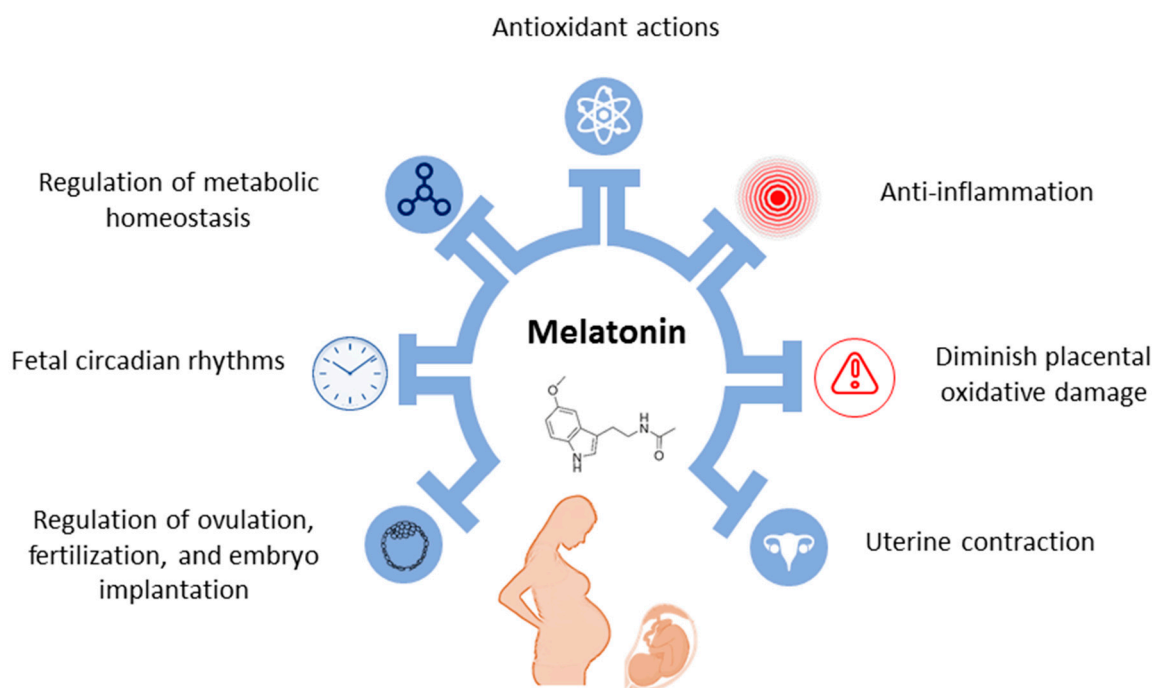 Antioxidant actions
Regulation of metabolic
homeostasis
Anti-inflammation
Melatonin
Fetal circadian rhythms
Diminish placental
oxidative damage
O
H
N
N
H
O
Regulation of ovulation,
fertilization, and embryo
implantation
Uterine contraction